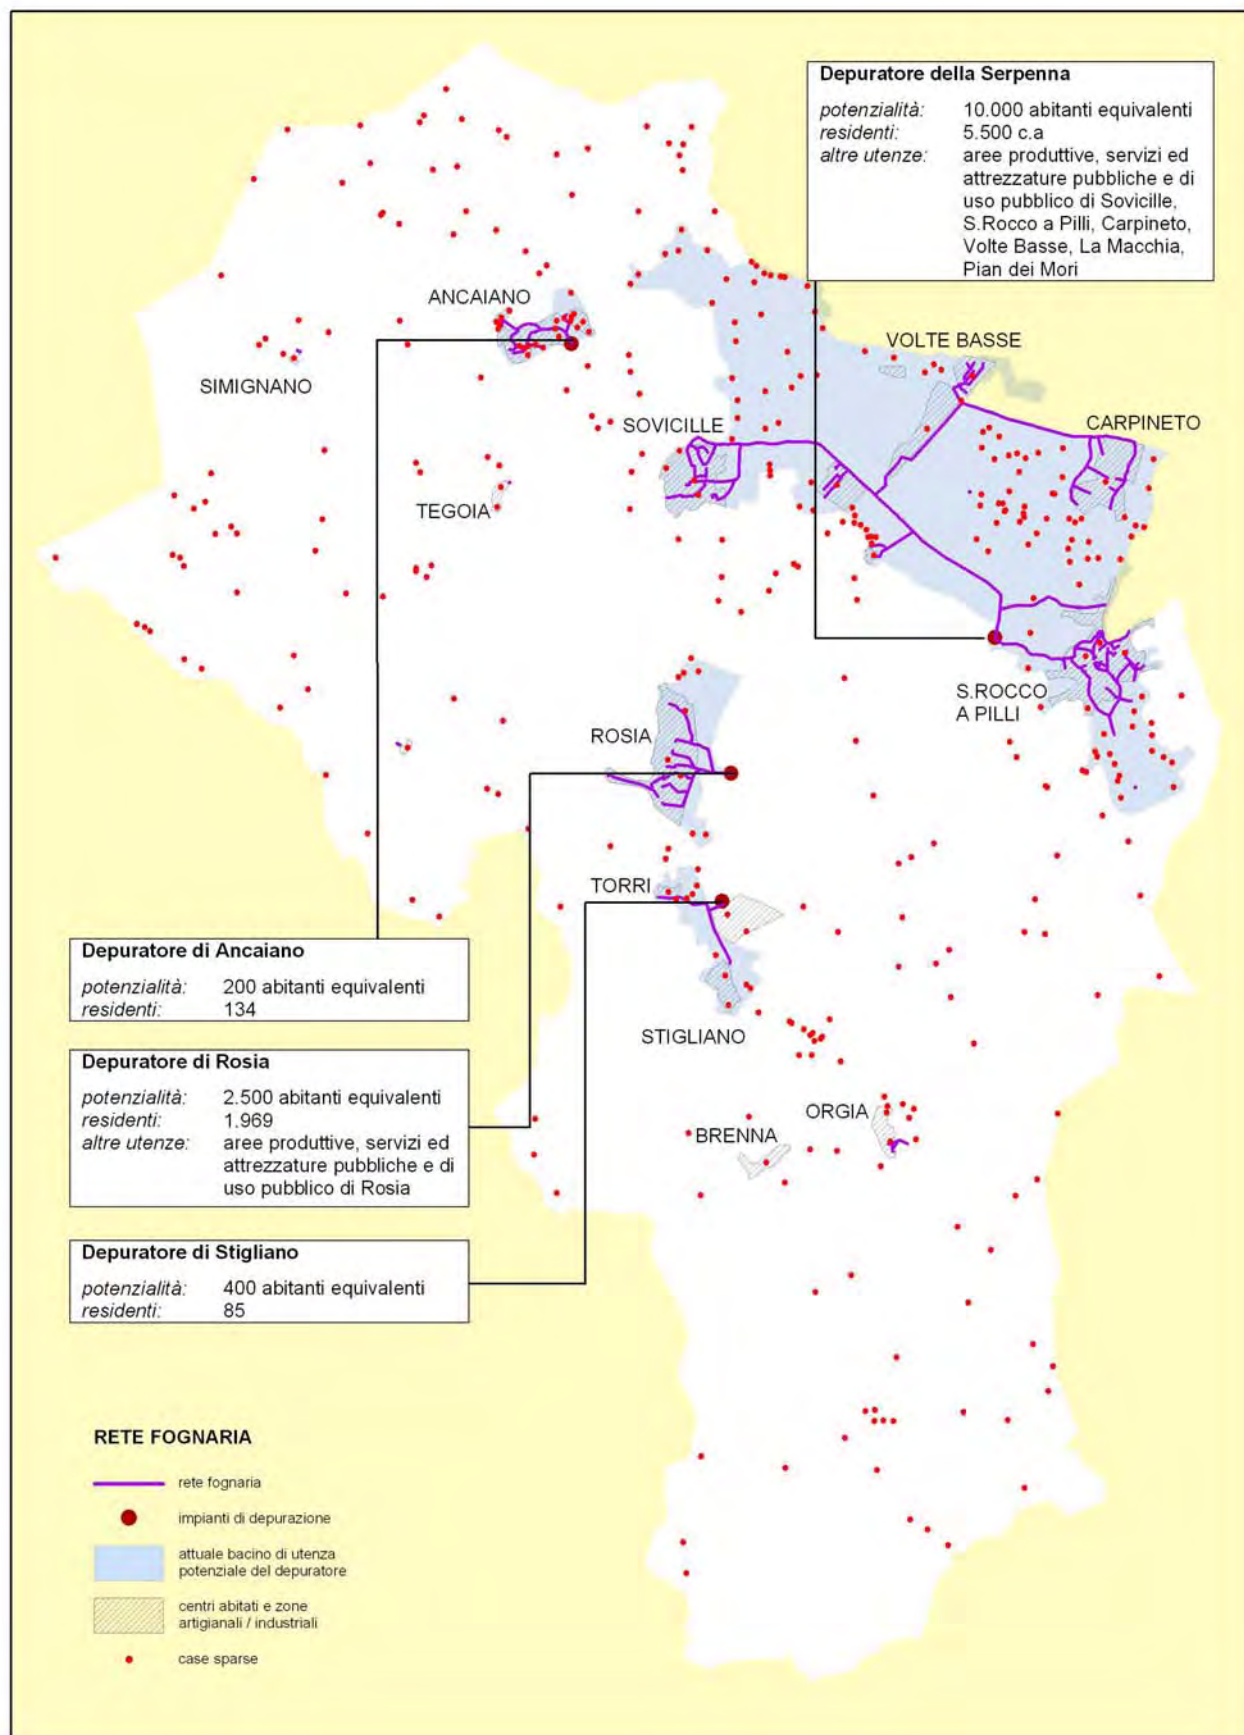 Depuratore della Serpenna
potenzialità: 10.000 abitanti equivalenti
residenti: 5.500 c.a
altre utenze: aree produttive, servizi ed
attrezzature pubbliche e di
uso pubblico di Sovicille,
S.Rocco a Pilli, Carpineto,
Volte Basse, La Macchia,
Pian dei Mori
ANCAIANO
VOLTE BASSE
SIMIGNANO
SOVICILLE
CARPINETO
TEGOIA
S.ROCCO
A PILLI
ROSIA
TORRI
Depuratore di Ancaiano
potenzialità: 200 abitanti equivalenti
residenti: 134
STIGLIANO
Depuratore di Rosia
potenzialità: 2.500 abitanti equivalenti
residenti: 1.969
altre utenze: aree produttive, servizi ed
attrezzature pubbliche e di
uso pubblico di Rosia
ORGIA
BRENNA
Depuratore di Stigliano
potenzialità: 400 abitanti equivalenti
residenti: 85
RETE FOGNARIA
rete fognaria
impianti di depurazione
attuale bacino di utenza
potenziale del depuratore
centri abitati e zone
artigianali / industriali
case sparse